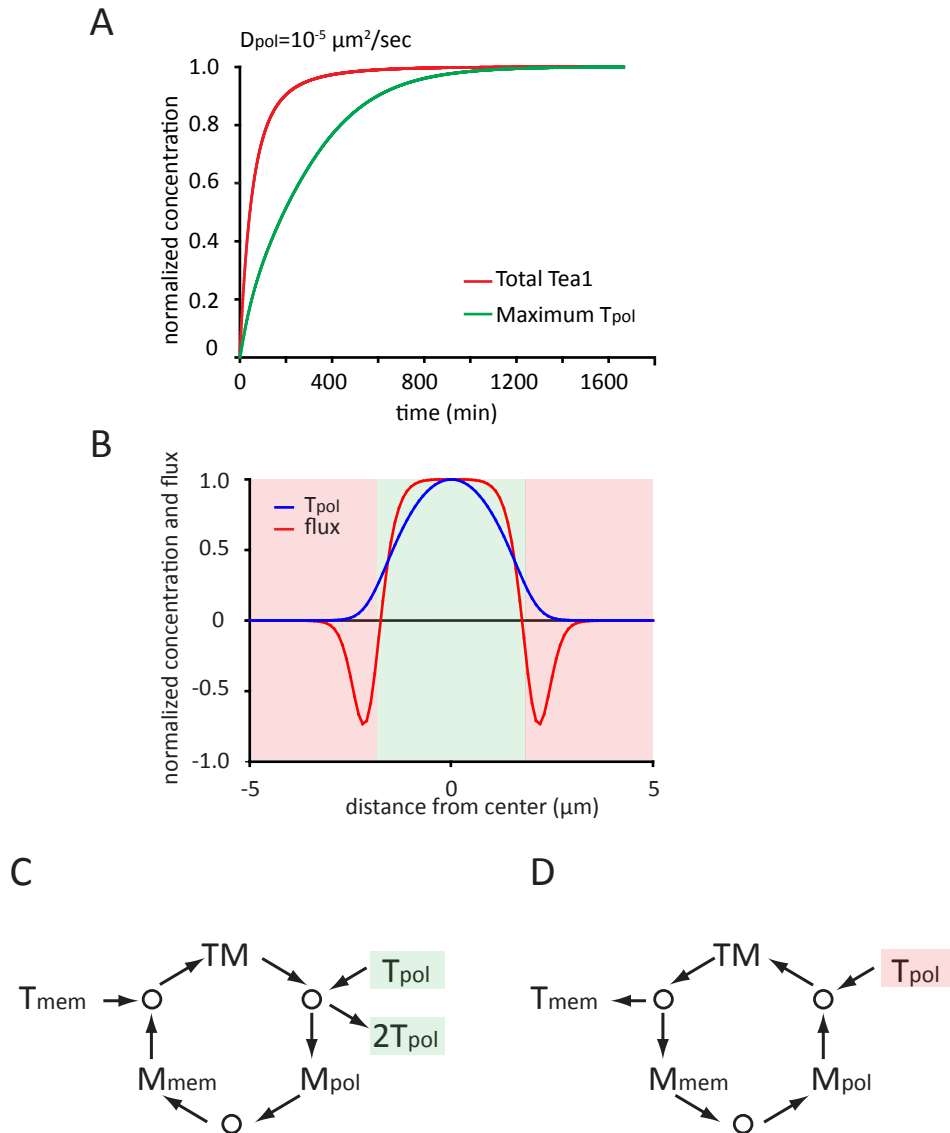 A
Dpol=10-5 µm2/sec
normalized concentration
1.0
0.8
0.6
0.4
0.2
0
Total Tea1
Maximum Tpol
0 400 800 1200 1600
time (min)
B
normalized concentration and flux
1.0
0.5
0
-0.5
-1.0
Tpol
flux
-5 0 5
distance from center (µm)
C
D
TM
Tpol
Tmem
2Tpol
Mmem
Mpol
TM
Tpol
Tmem
Mmem
Mpol